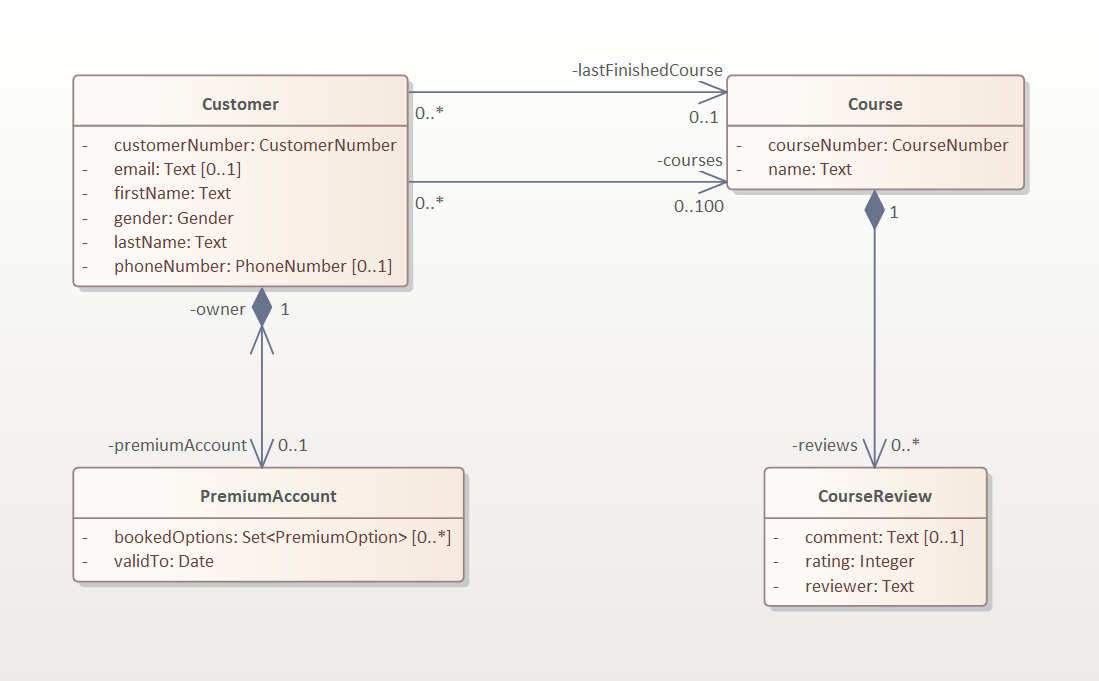 -lastFinishedCourse
Customer
0..*
0..1
Course
- customerNumber: CustomerNumber
- email: Text [0..1]
- firstName: Text
- gender: Gender
- lastName: Text
- phoneNumber: PhoneNumber [0..1]
-courses
0..*
0..100
- courseNumber: CourseNumber
- name: Text
-owner
1
1
-premiumAccount
0..1
-reviews
0..*
PremiumAccount
- bookedOptions: Set<PremiumOption> [0..*]
- validTo: Date
CourseReview
- comment: Text [0..1]
- rating: Integer
- reviewer: Text